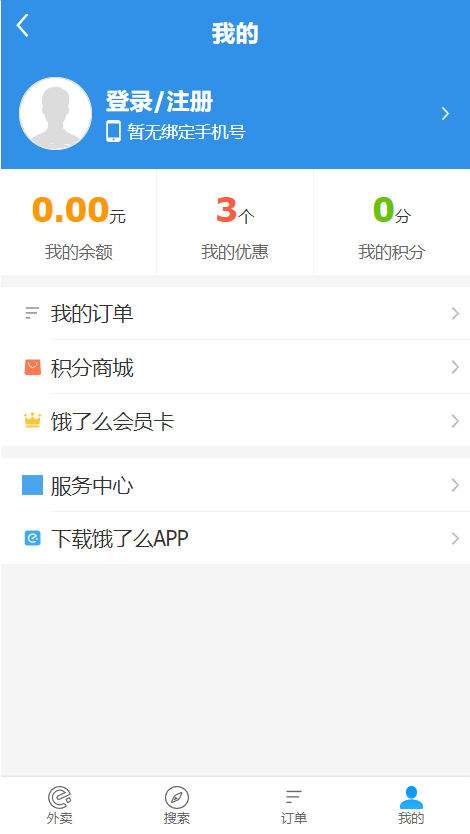 我的
登录/注册
暂无绑定手机号
0.00元 3个 0分
我的余额 我的优惠 我的积分
我的订单
积分商城
饿了么会员卡
服务中心
下载饿了么APP
外卖 搜索 订单 我的